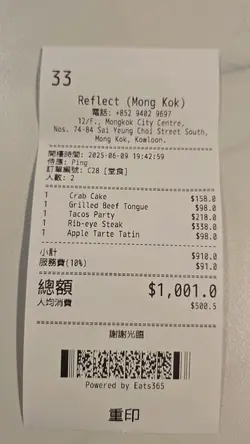 33
Reflect (Mong Kok)
電話: +852 9402 9697
12/F., Mongkok City Centre,
Nos. 74-84 Sai Yeung Choi Street South,
Mong Kok, Kowloon.
開檯時間: 2025-06-09 19:42:59
侍應: Ping
訂單編號: C28 [堂食]
人數: 2
1 Crab Cake $158.0
1 Grilled Beef Tongue $98.0
1 Tacos Party $218.0
1 Rib-eye Steak $338.0
1 Apple Tarte Tatin $98.0
小計 $910.0
服務費(10%) $91.0
總額 $1,001.0
人均消費 $500.5
謝謝光臨
Powered by Eats365
重印